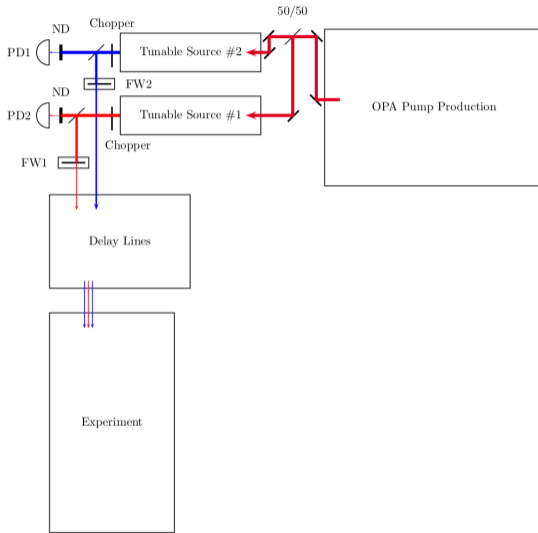 50/50
Chopper
ND
PD1
Tunable Source #2
FW2
OPA Pump Production
ND
PD2
Tunable Source #1
Chopper
FW1
Delay Lines
Experiment